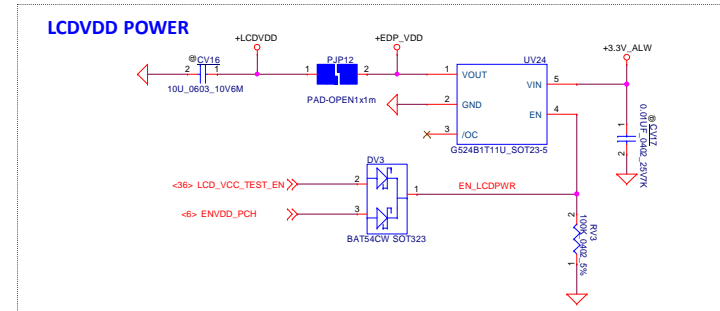 LCDVDD POWER
+LCDVDD
+EDP_VDD
+3.3V_ALW
@CV16
2
1
10U_0603_10V6M
PJP12
1
2
PAD-OPEN1x1m
UV24
1
VOUT
2
GND
3
/OC
VIN
5
EN
4
G524B1T11U_SOT23-5
1
2
@CV17
0.01UF_0402_25V7K
DV3
<36> LCD_VCC_TEST_EN
2
<6> ENVDD_PCH
3
1
EN_LCDPWR
BAT54CW SOT323
2
1
RV3
100K_0402_5%